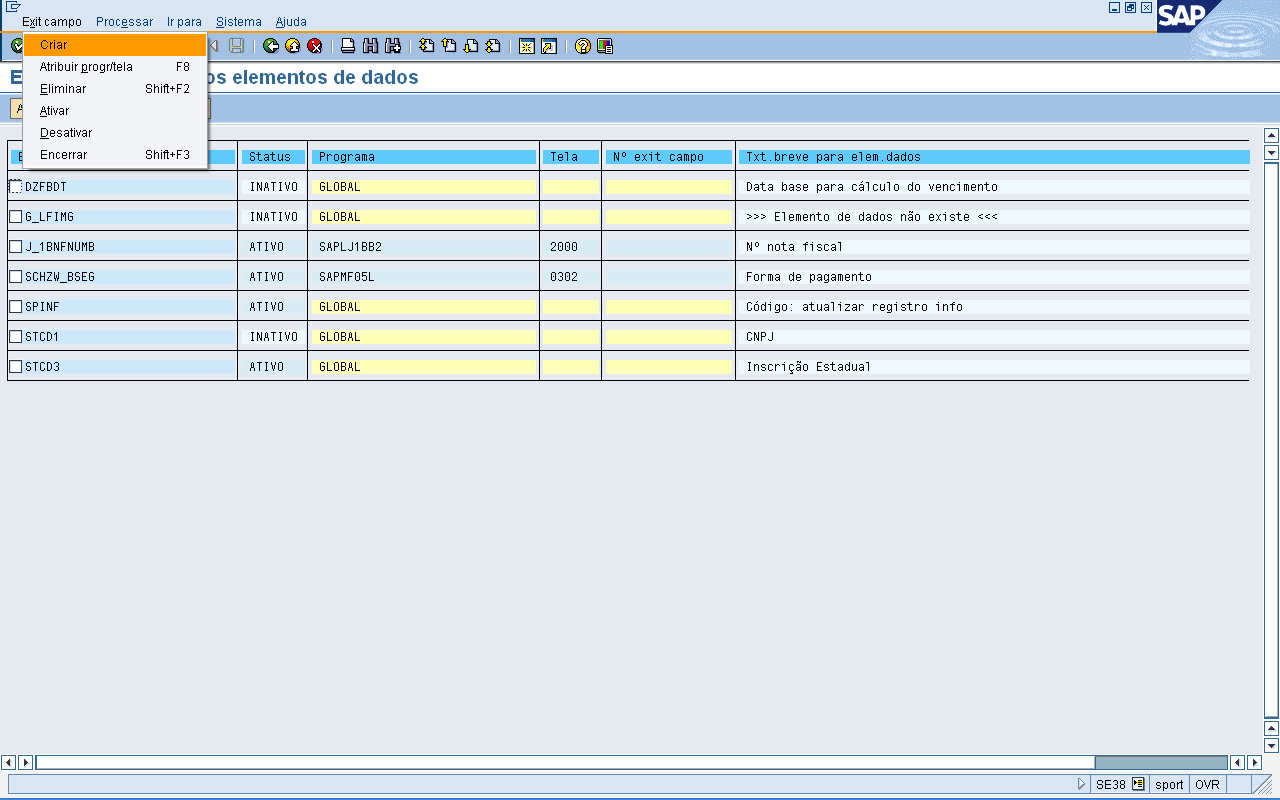 Exit campo Processar Ir para Sistema Ajuda
SAP
Criar
Atribuir progr/tela F8
Eliminar Shift+F2
Ativar
Desativar
Encerrar Shift+F3
os elementos de dados
Status Programa Tela Nº exit campo Txt.breve para elem.dados
DZFBDT INATIVO GLOBAL Data base para cálculo do vencimento
G_LFIMG INATIVO GLOBAL >>> Elemento de dados não existe <<<
J_1BNFNUMB ATIVO SAPLJ1BB2 2000 Nº nota fiscal
SCHZW_BSEG ATIVO SAPMF05L 0302 Forma de pagamento
SPINF ATIVO GLOBAL Código: atualizar registro info
STCD1 INATIVO GLOBAL CNPJ
STCD3 ATIVO GLOBAL Inscrição Estadual
SE38 sport OVR